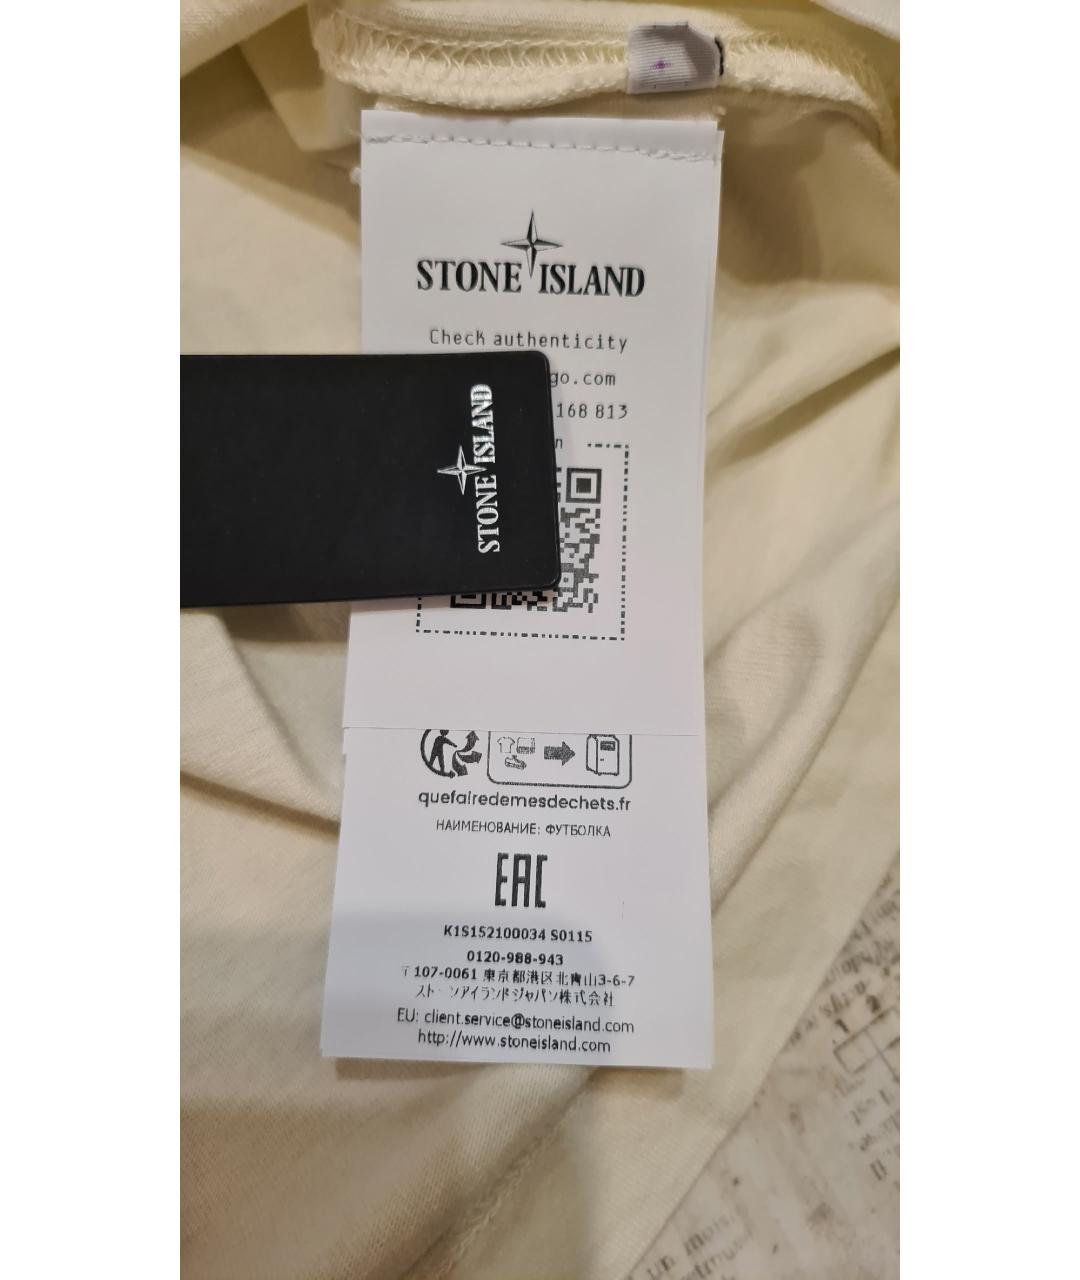 STONE ISLAND
Check authenticity
go.com
168 813
n
STONE ISLAND
quefairedemesdechets.fr
НАИМЕНОВАНИЕ: ФУТБОЛКА
EAC
K1S152100034 S0115
0120-988-943
〒107-0061 東京都港区北青山3-6-7
ストーンアイランドジャパン株式会社
EU: client.service@stoneisland.com
http://www.stoneisland.com
1 2